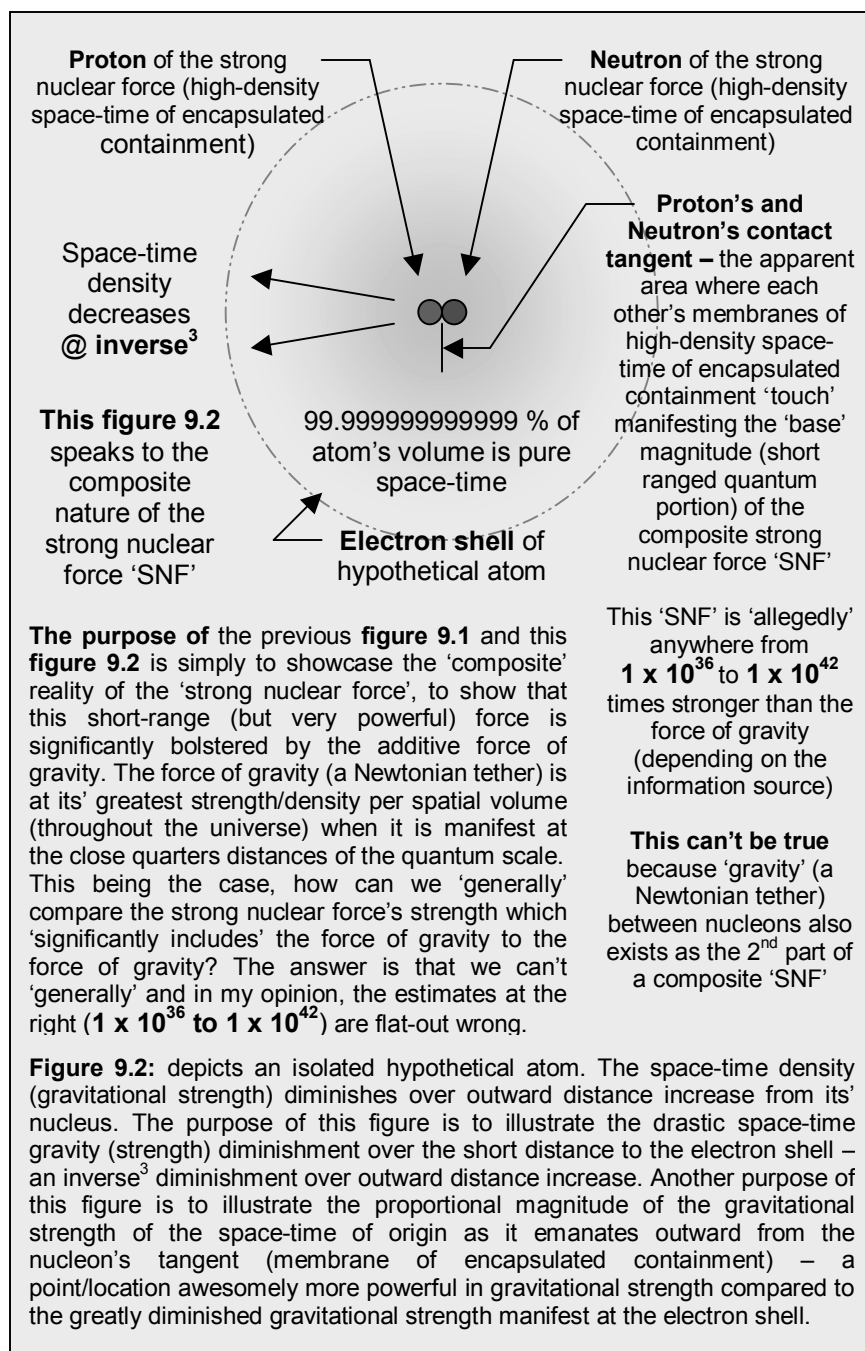 Proton of the strong
nuclear force (high-density
space-time of encapsulated
containment)
Neutron of the strong
nuclear force (high-density
space-time of encapsulated
containment)
Proton's and
Neutron's contact
tangent – the apparent
area where each
other's membranes of
high-density space-
time of encapsulated
containment 'touch'
manifesting the 'base'
magnitude (short
ranged quantum
portion) of the
composite strong
nuclear force 'SNF'
Space-time
density
decreases
@ inverse³
This figure 9.2
speaks to the
composite
nature of the
strong nuclear
force 'SNF'
99.999999999999 % of
atom's volume is pure
space-time
Electron shell of
hypothetical atom
This 'SNF' is 'allegedly'
anywhere from
1 x 10³⁶ to 1 x 10⁴²
times stronger than the
force of gravity
(depending on the
information source)
This can't be true
because 'gravity' (a
Newtonian tether)
between nucleons also
exists as the 2ⁿᵈ part of
a composite 'SNF'
The purpose of the previous figure 9.1 and this
figure 9.2 is simply to showcase the 'composite'
reality of the 'strong nuclear force', to show that
this short-range (but very powerful) force is
significantly bolstered by the additive force of
gravity. The force of gravity (a Newtonian tether) is
at its' greatest strength/density per spatial volume
(throughout the universe) when it is manifest at
the close quarters distances of the quantum scale.
This being the case, how can we 'generally'
compare the strong nuclear force's strength which
'significantly includes' the force of gravity to the
force of gravity? The answer is that we can't
'generally' and in my opinion, the estimates at the
right (1 x 10³⁶ to 1 x 10⁴²) are flat-out wrong.
Figure 9.2: depicts an isolated hypothetical atom. The space-time density
(gravitational strength) diminishes over outward distance increase from its'
nucleus. The purpose of this figure is to illustrate the drastic space-time
gravity (strength) diminishment over the short distance to the electron shell –
an inverse³ diminishment over outward distance increase. Another purpose of
this figure is to illustrate the proportional magnitude of the gravitational
strength of the space-time of origin as it emanates outward from the
nucleon's tangent (membrane of encapsulated containment) – a
point/location awesomely more powerful in gravitational strength compared to
the greatly diminished gravitational strength manifest at the electron shell.